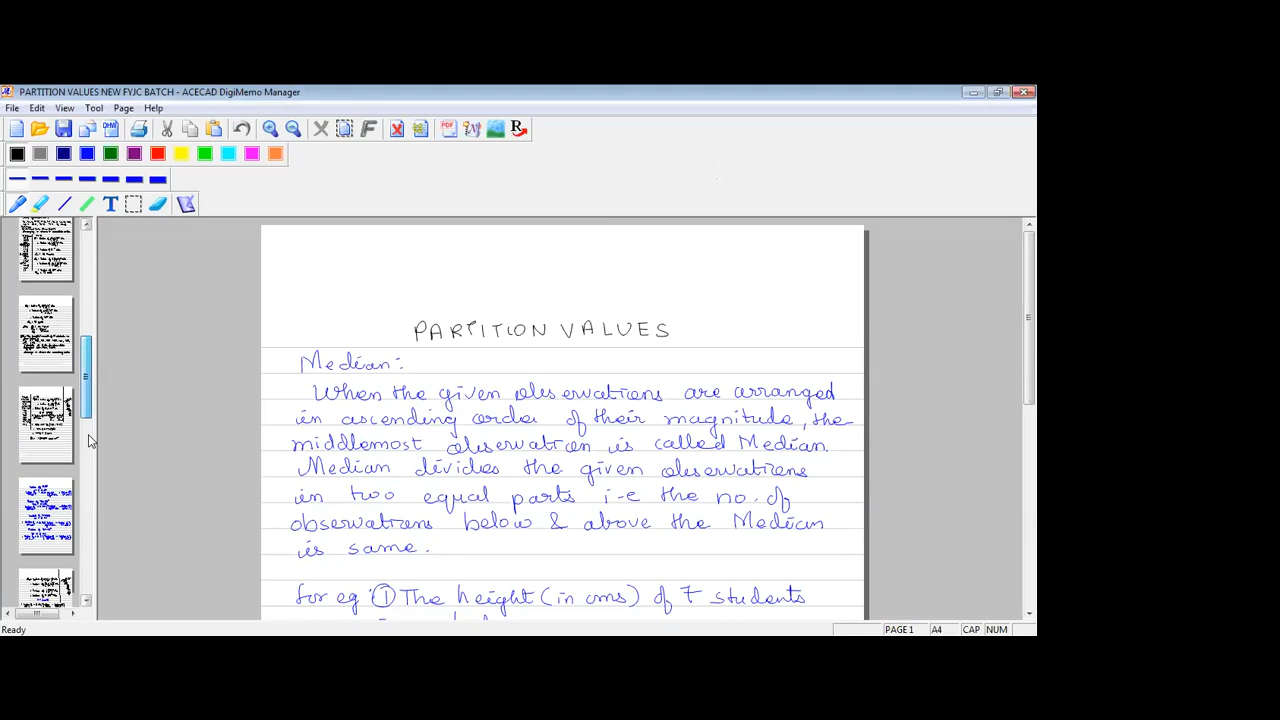 PARTITION VALUES NEW FYJC BATCH - ACECAD DigiMemo Manager
File Edit View Tool Page Help
PARTITION VALUES
Median:
When the given observations are arranged
in ascending order of their magnitude, the
middlemost observation is called Median.
Median divides the given observations
in two equal parts i-e the no. of
observations below & above the Median
is same.
for eg ① The height (in cms) of 7 students
Ready PAGE 1 A4 CAP NUM